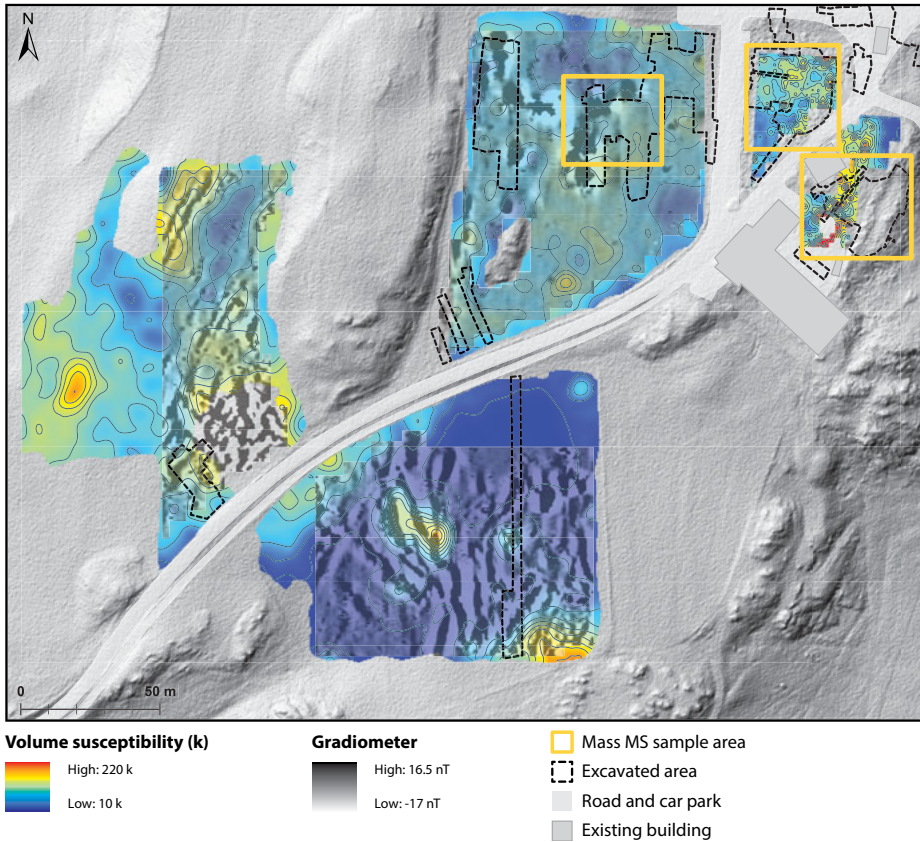 N
0
50 m
Volume susceptibility (k)
High: 220 k
Low: 10 k
Gradiometer
High: 16.5 nT
Low: -17 nT
Mass MS sample area
Excavated area
Road and car park
Existing building